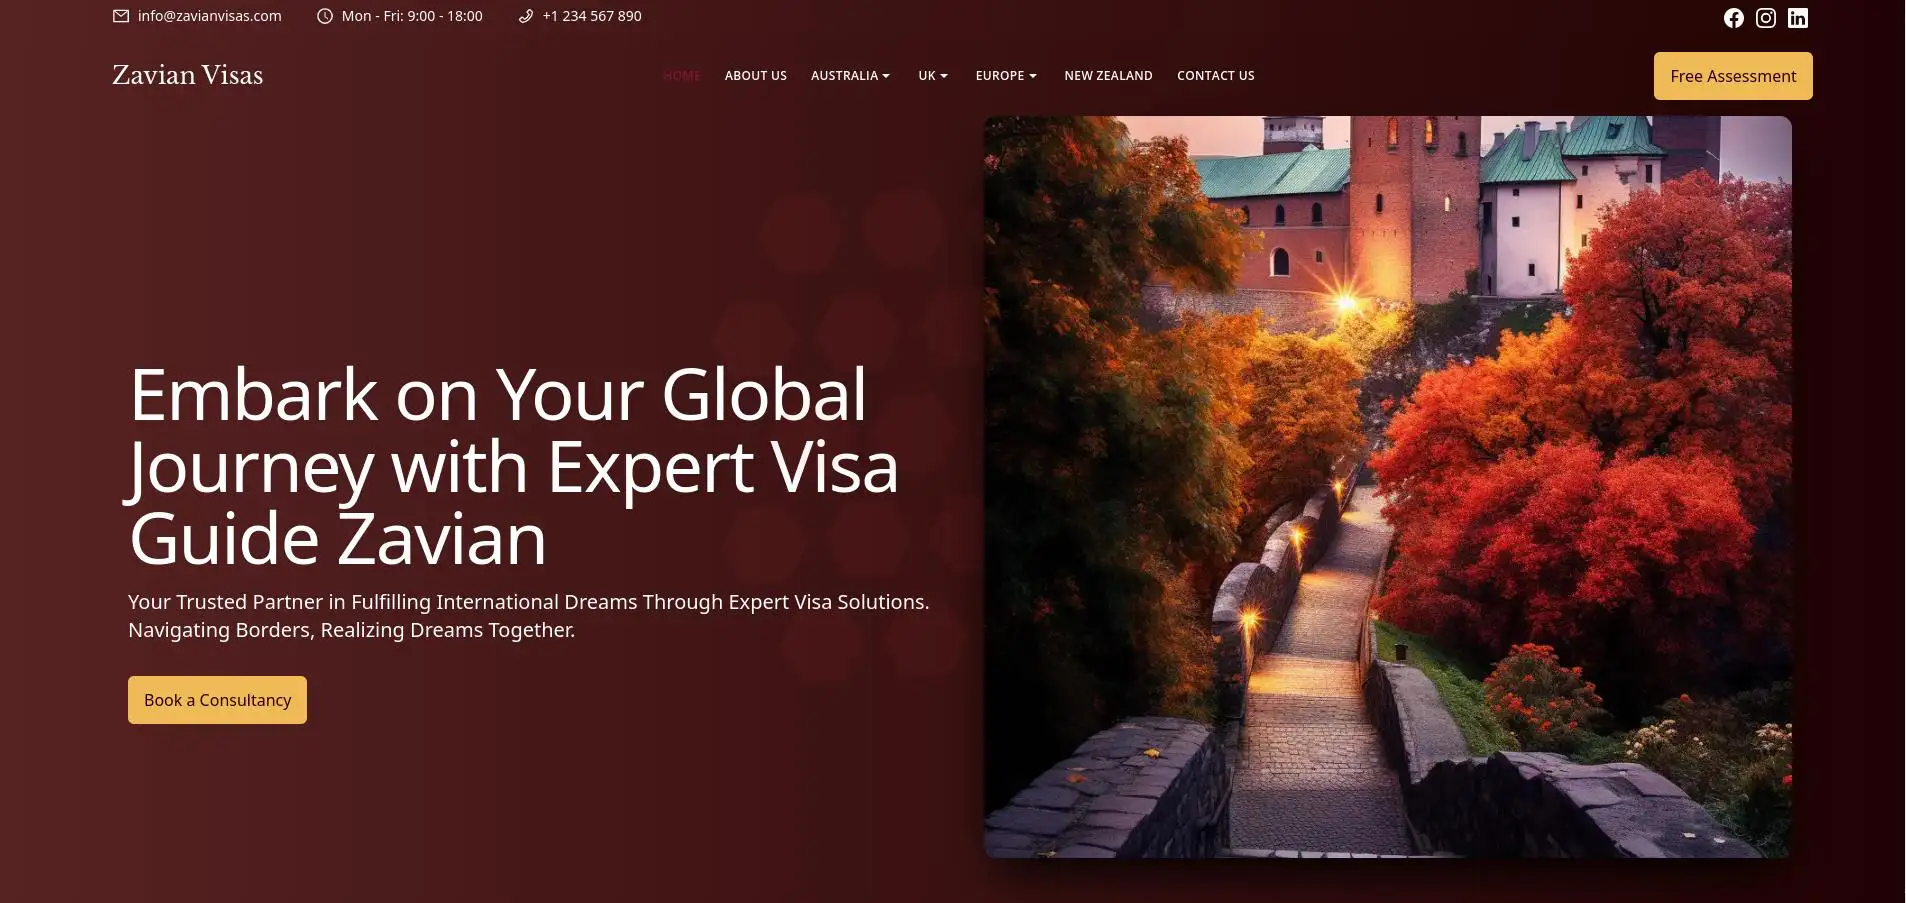 info@zavianvisas.com
Mon - Fri: 9:00 - 18:00
+1 234 567 890
Zavian Visas
HOME
ABOUT US
AUSTRALIA
UK
EUROPE
NEW ZEALAND
CONTACT US
Free Assessment
Embark on Your Global
Journey with Expert Visa
Guide Zavian
Your Trusted Partner in Fulfilling International Dreams Through Expert Visa Solutions.
Navigating Borders, Realizing Dreams Together.
Book a Consultancy